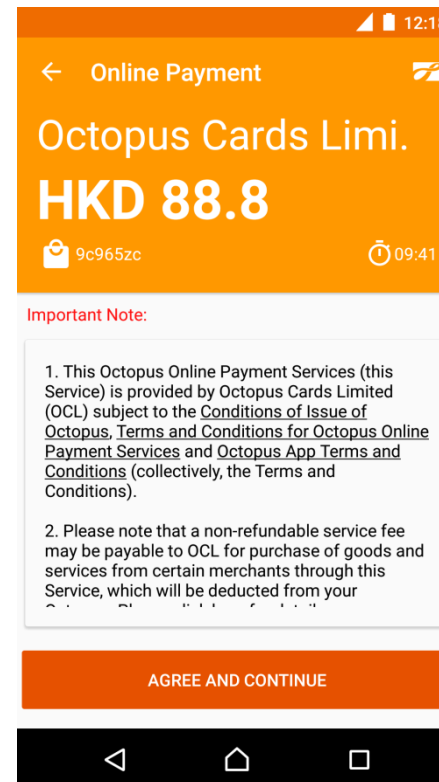 Online Payment
Octopus Cards Limi.
HKD 88.8
9c965zc 09:41
Important Note:
1. This Octopus Online Payment Services (this
Service) is provided by Octopus Cards Limited
(OCL) subject to the Conditions of Issue of
Octopus, Terms and Conditions for Octopus Online
Payment Services and Octopus App Terms and
Conditions (collectively, the Terms and
Conditions).
2. Please note that a non-refundable service fee
may be payable to OCL for purchase of goods and
services from certain merchants through this
Service, which will be deducted from your
AGREE AND CONTINUE